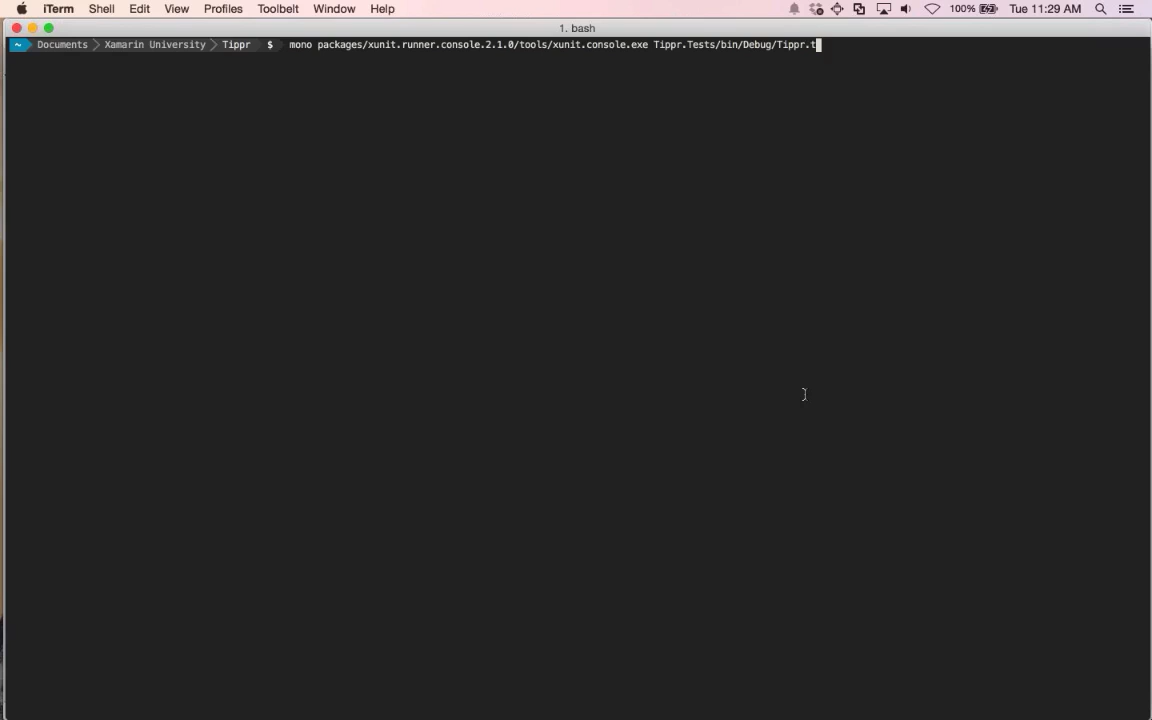 iTerm Shell Edit View Profiles Toolbelt Window Help 100% Tue 11:29 AM
1. bash
~ Documents Xamarin University Tippr $ mono packages/xunit.runner.console.2.1.0/tools/xunit.console.exe Tippr.Tests/bin/Debug/Tippr.t